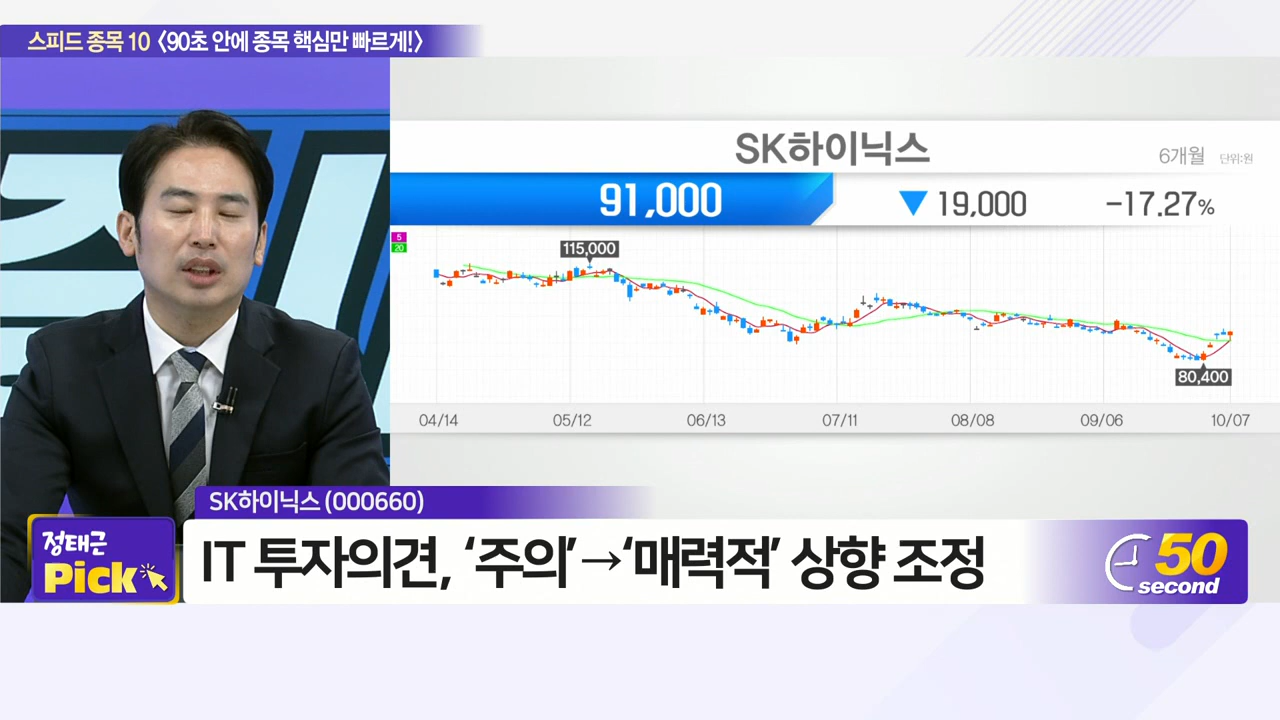 스피드 종목 10 <90초 안에 종목 핵심만 빠르게!>
SK하이닉스
6개월 단위:원
91,000 ▼ 19,000 -17.27%
5
20
115,000
80,400
04/14 05/12 06/13 07/11 08/08 09/06 10/07
SK하이닉스 (000660)
정태근
Pick
IT 투자의견, ‘주의’→‘매력적’ 상향 조정
50
second